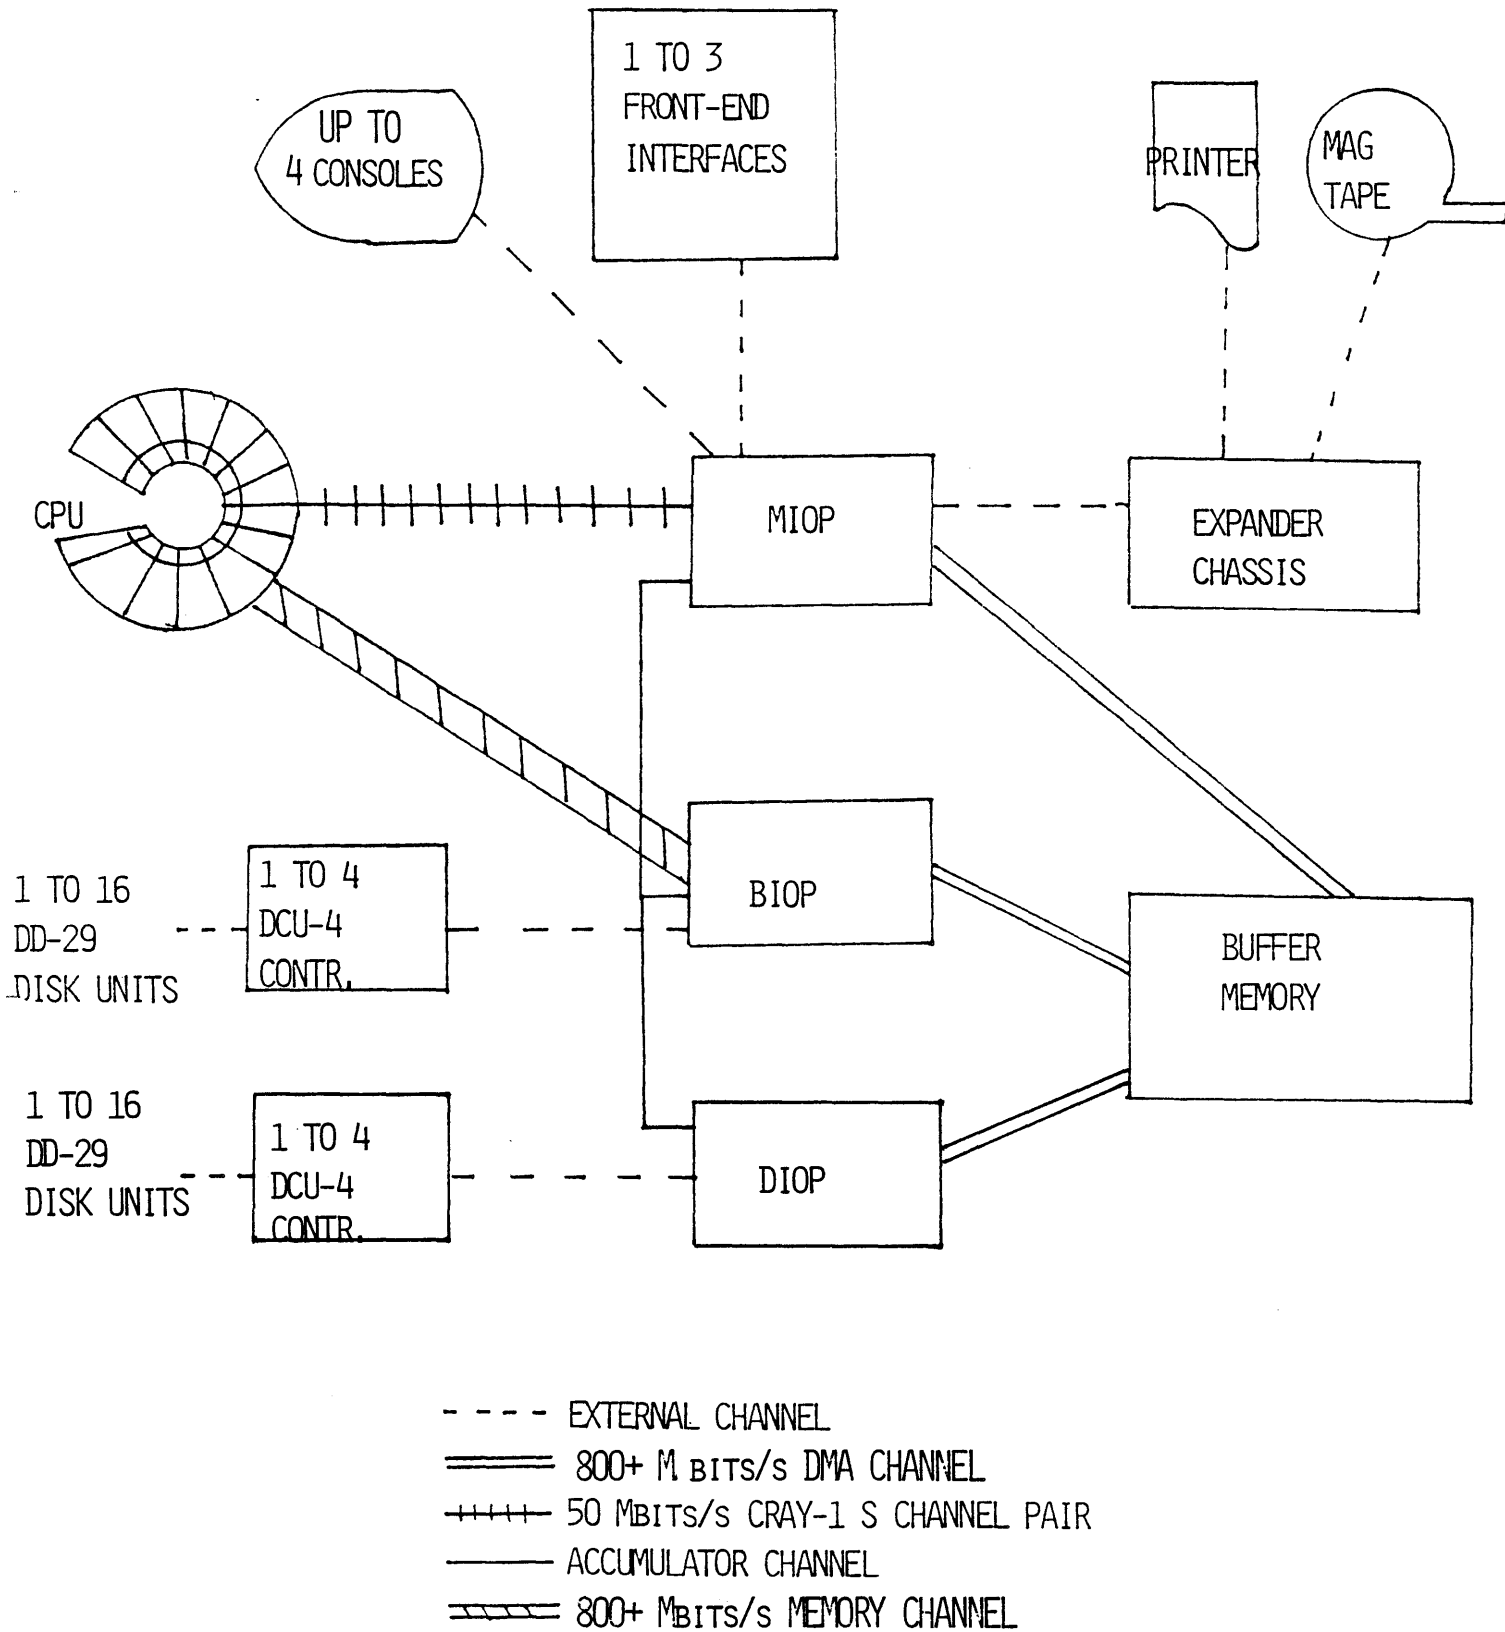 1 TO 3
FRONT-END
INTERFACES
UP TO
4 CONSOLES
PRINTER
MAG
TAPE
CPU
MIOP
EXPANDER
CHASSIS
1 TO 16
DD-29
DISK UNITS
1 TO 4
DCU-4
CONTR.
BIOP
BUFFER
MEMORY
1 TO 16
DD-29
DISK UNITS
1 TO 4
DCU-4
CONTR.
DIOP
EXTERNAL CHANNEL
800+ M BITS/S DMA CHANNEL
50 MBITS/S CRAY-1 S CHANNEL PAIR
ACCUMULATOR CHANNEL
800+ MBITS/S MEMORY CHANNEL